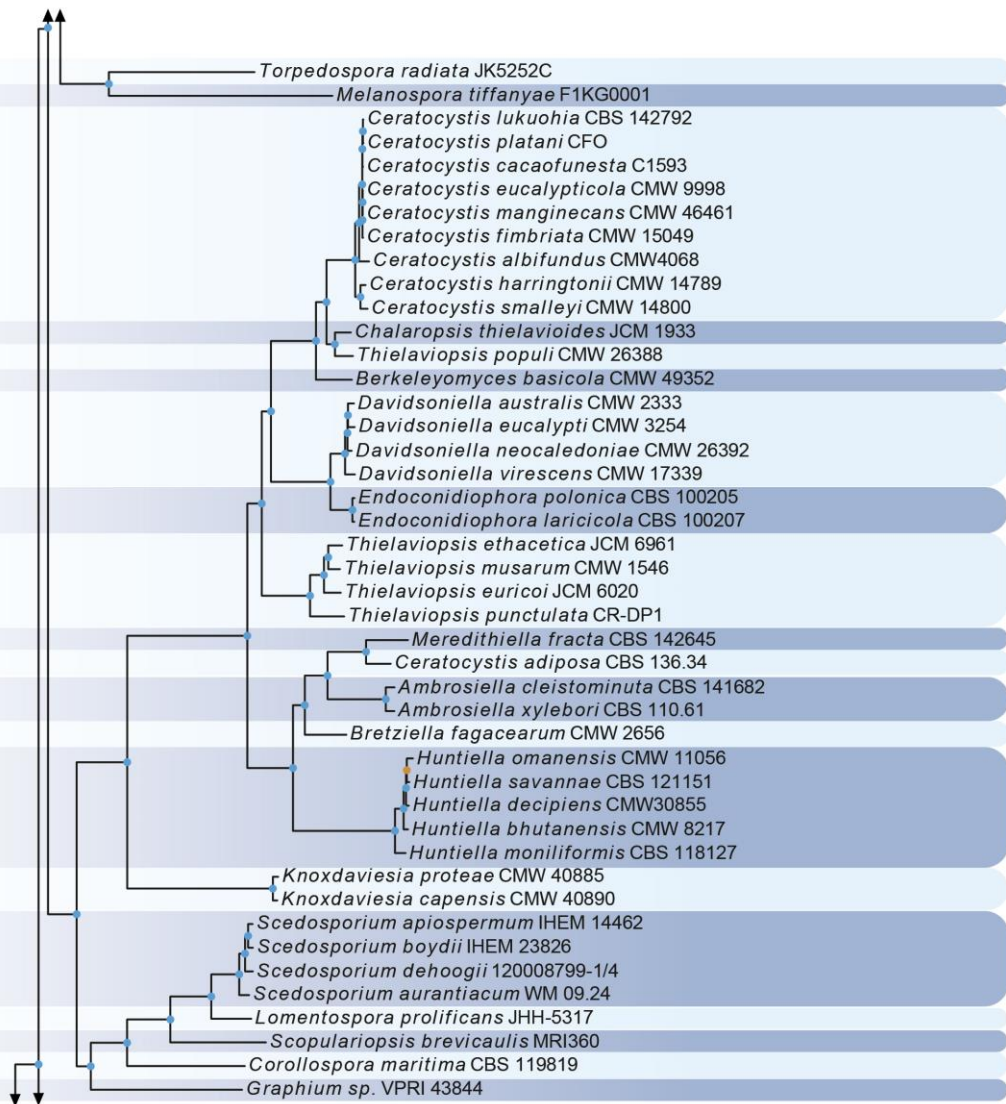 Torpedospora radiata JK5252C
Melanospora tiffanyae F1KG0001
Ceratocystis lukuohia CBS 142792
Ceratocystis platani CFO
Ceratocystis cacaofunesta C1593
Ceratocystis eucalypticola CMW 9998
Ceratocystis manginecans CMW 46461
Ceratocystis fimbriata CMW 15049
Ceratocystis albifundus CMW4068
Ceratocystis harringtonii CMW 14789
Ceratocystis smalleyi CMW 14800
Chalaropsis thielavioides JCM 1933
Thielaviopsis populi CMW 26388
Berkeleyomyces basicola CMW 49352
Davidsoniella australis CMW 2333
Davidsoniella eucalypti CMW 3254
Davidsoniella neocaledoniae CMW 26392
Davidsoniella virescens CMW 17339
Endoconidiophora polonica CBS 100205
Endoconidiophora laricicola CBS 100207
Thielaviopsis ethacetica JCM 6961
Thielaviopsis musarum CMW 1546
Thielaviopsis euricoi JCM 6020
Thielaviopsis punctulata CR-DP1
Meredithiella fracta CBS 142645
Ceratocystis adiposa CBS 136.34
Ambrosiella cleistominuta CBS 141682
Ambrosiella xylebori CBS 110.61
Bretziella fagacearum CMW 2656
Huntiella omanensis CMW 11056
Huntiella savannae CBS 121151
Huntiella decipiens CMW30855
Huntiella bhutanensis CMW 8217
Huntiella moniliformis CBS 118127
Knoxdaviesia proteae CMW 40885
Knoxdaviesia capensis CMW 40890
Scedosporium apiospermum IHEM 14462
Scedosporium boydii IHEM 23826
Scedosporium dehoogii 120008799-1/4
Scedosporium aurantiacum WM 09.24
Lomentospora prolificans JHH-5317
Scopulariopsis brevicaulis MRI360
Corollospora maritima CBS 119819
Graphium sp. VPRI 43844